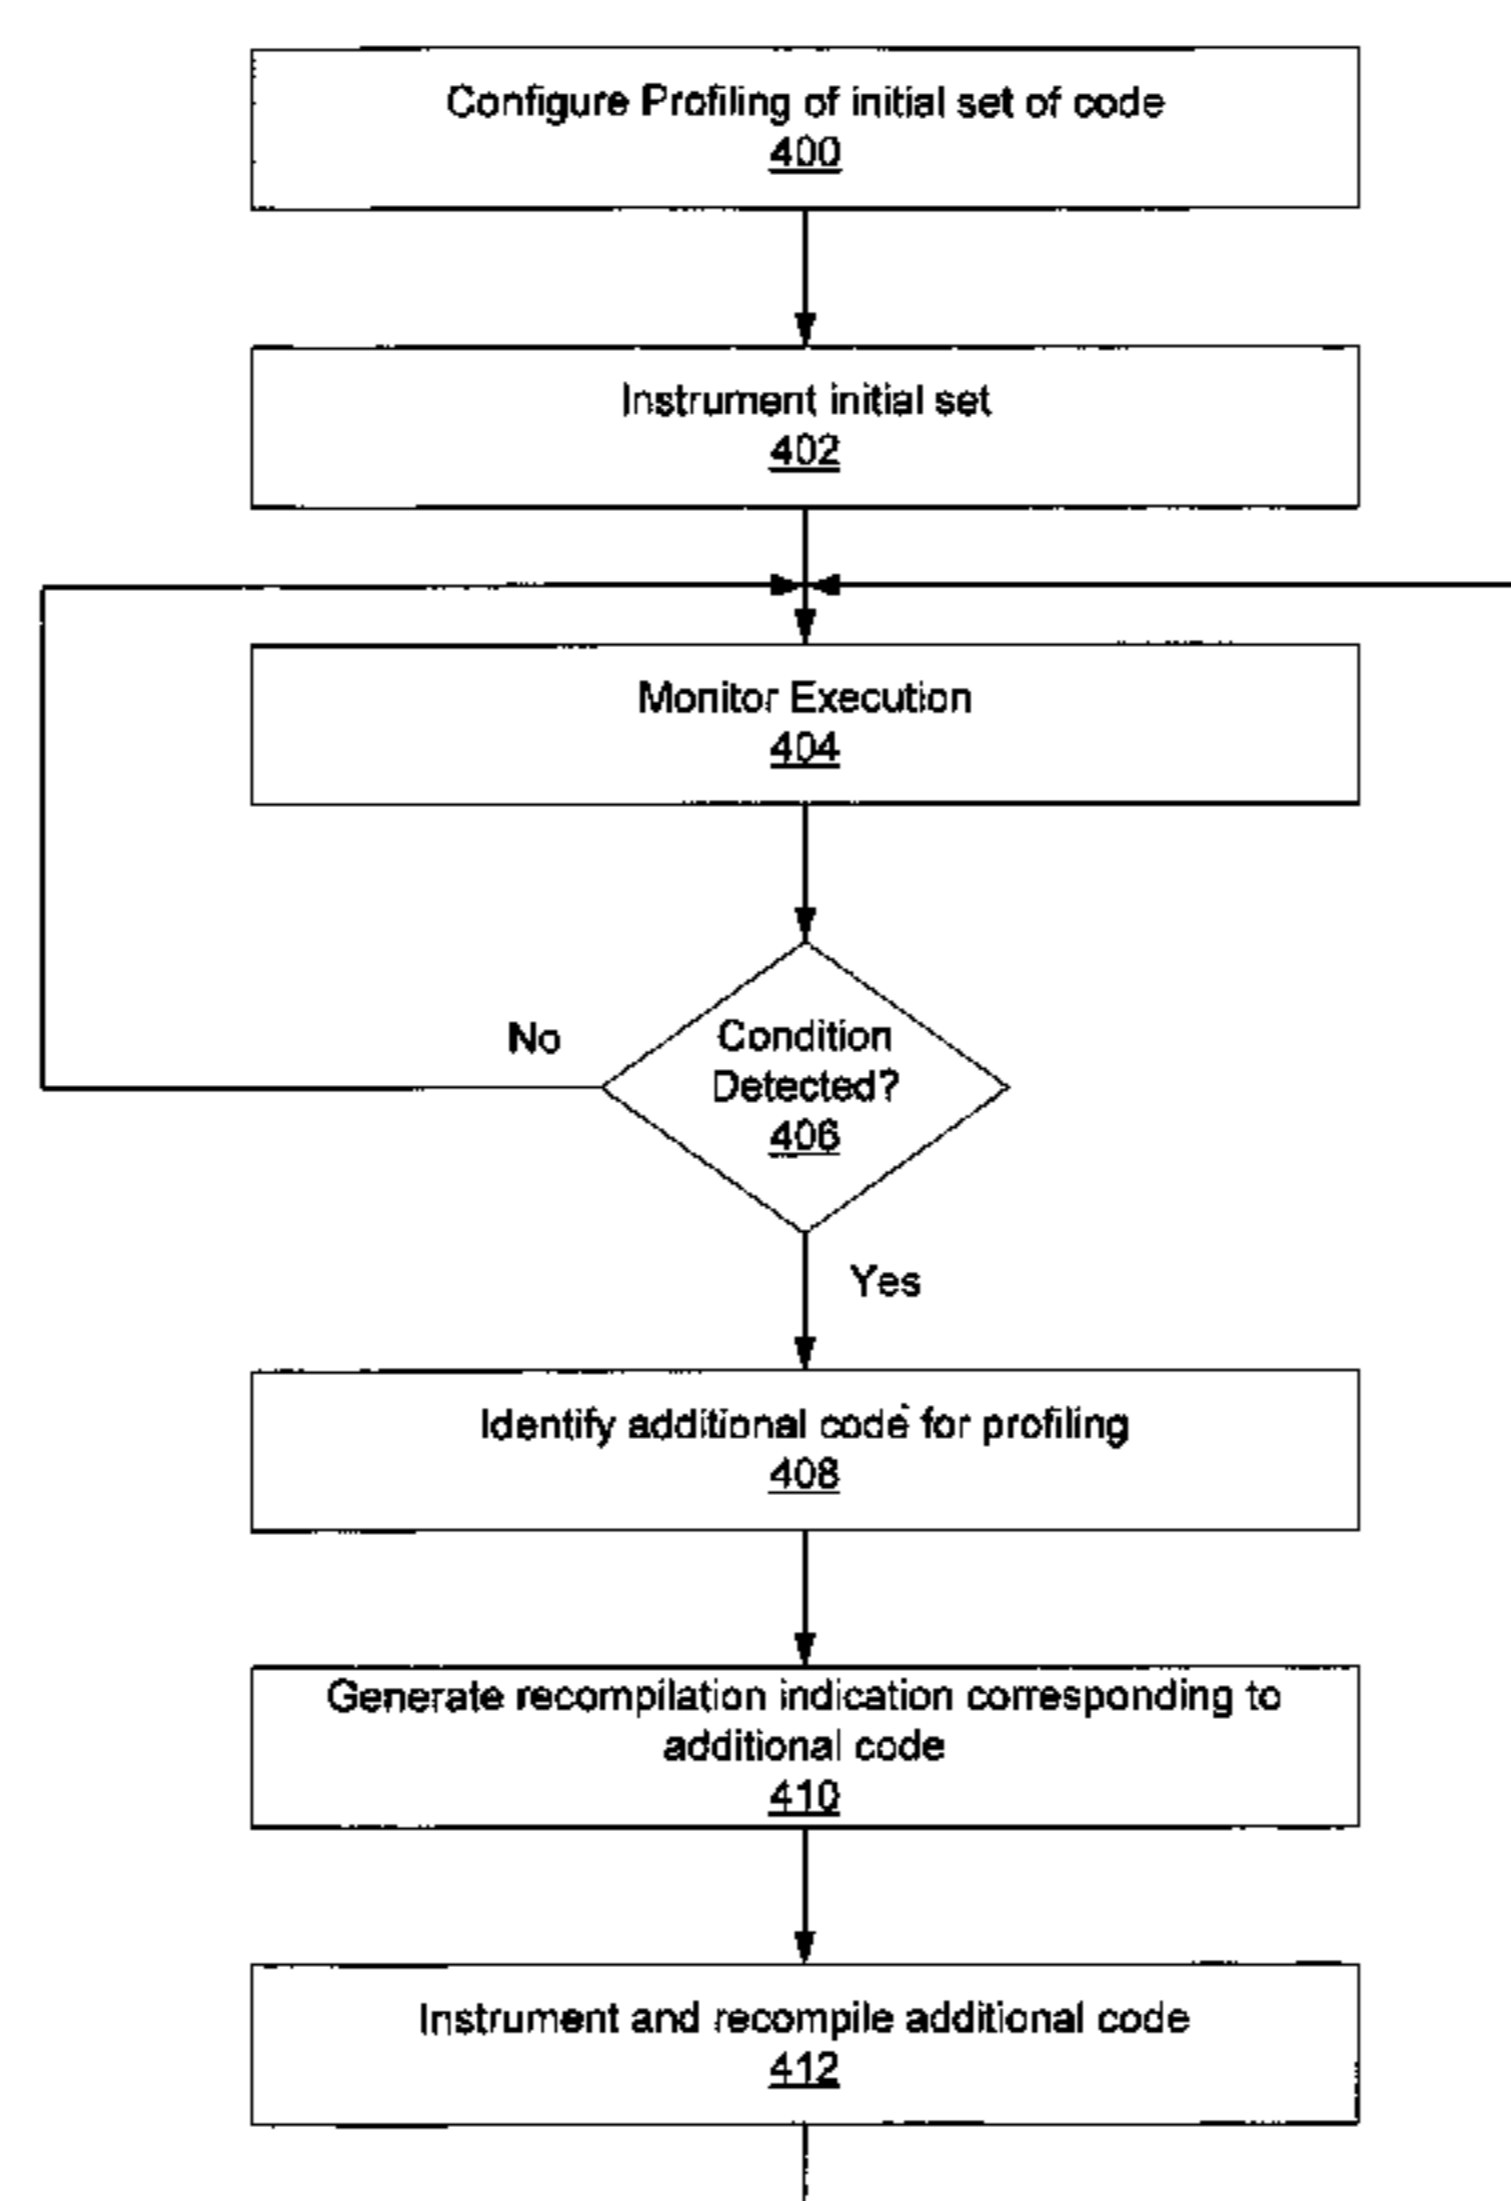 Configure Profiling of initial set of code
400
Instrument initial set
402
Monitor Execution
404
Condition
Detected?
406
No
Yes
Identify additional code for profiling
408
Generate recompilation indication corresponding to
additional code
410
Instrument and recompile additional code
412